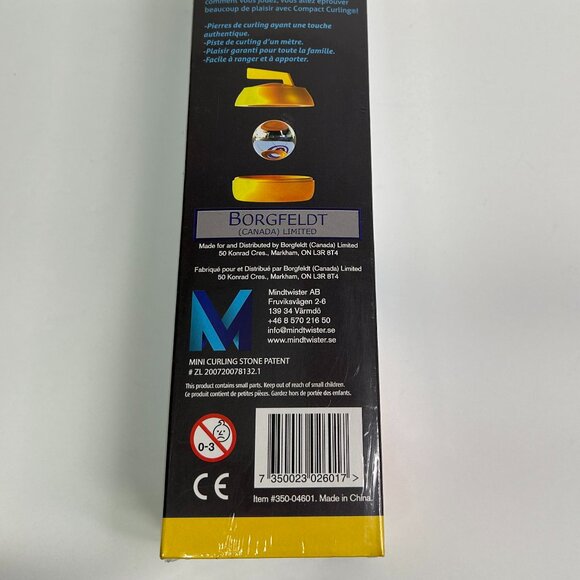 comment vous jouez, vous allez éprouver
beaucoup de plaisir avec Compact Curling®!
-Pierres de curling ayant une touche
authentique.
-Piste de curling d'un mètre.
-Plaisir garanti pour toute la famille.
-Facile à ranger et à apporter.
BORGFELDT
(CANADA) LIMITED
Made for and Distributed by Borgfeldt (Canada) Limited
50 Konrad Cres., Markham, ON L3R 8T4
Fabriqué pour et Distribué par Borgfeldt (Canada) Limited
50 Konrad Cres., Markham, ON L3R 8T4
Mindtwister AB
Fruviksvägen 2-6
139 34 Värmdö
+46 8 570 216 50
info@mindtwister.se
www.mindtwister.se
M
MINI CURLING STONE PATENT
# ZL 200720078132.1
This product contains small parts. Keep out of reach of small children.
Ce produit contient de petites pièces. Gardez hors de portée des enfants.
0-3
CE
7 350023 026017 >
Item #350-04601. Made in China.